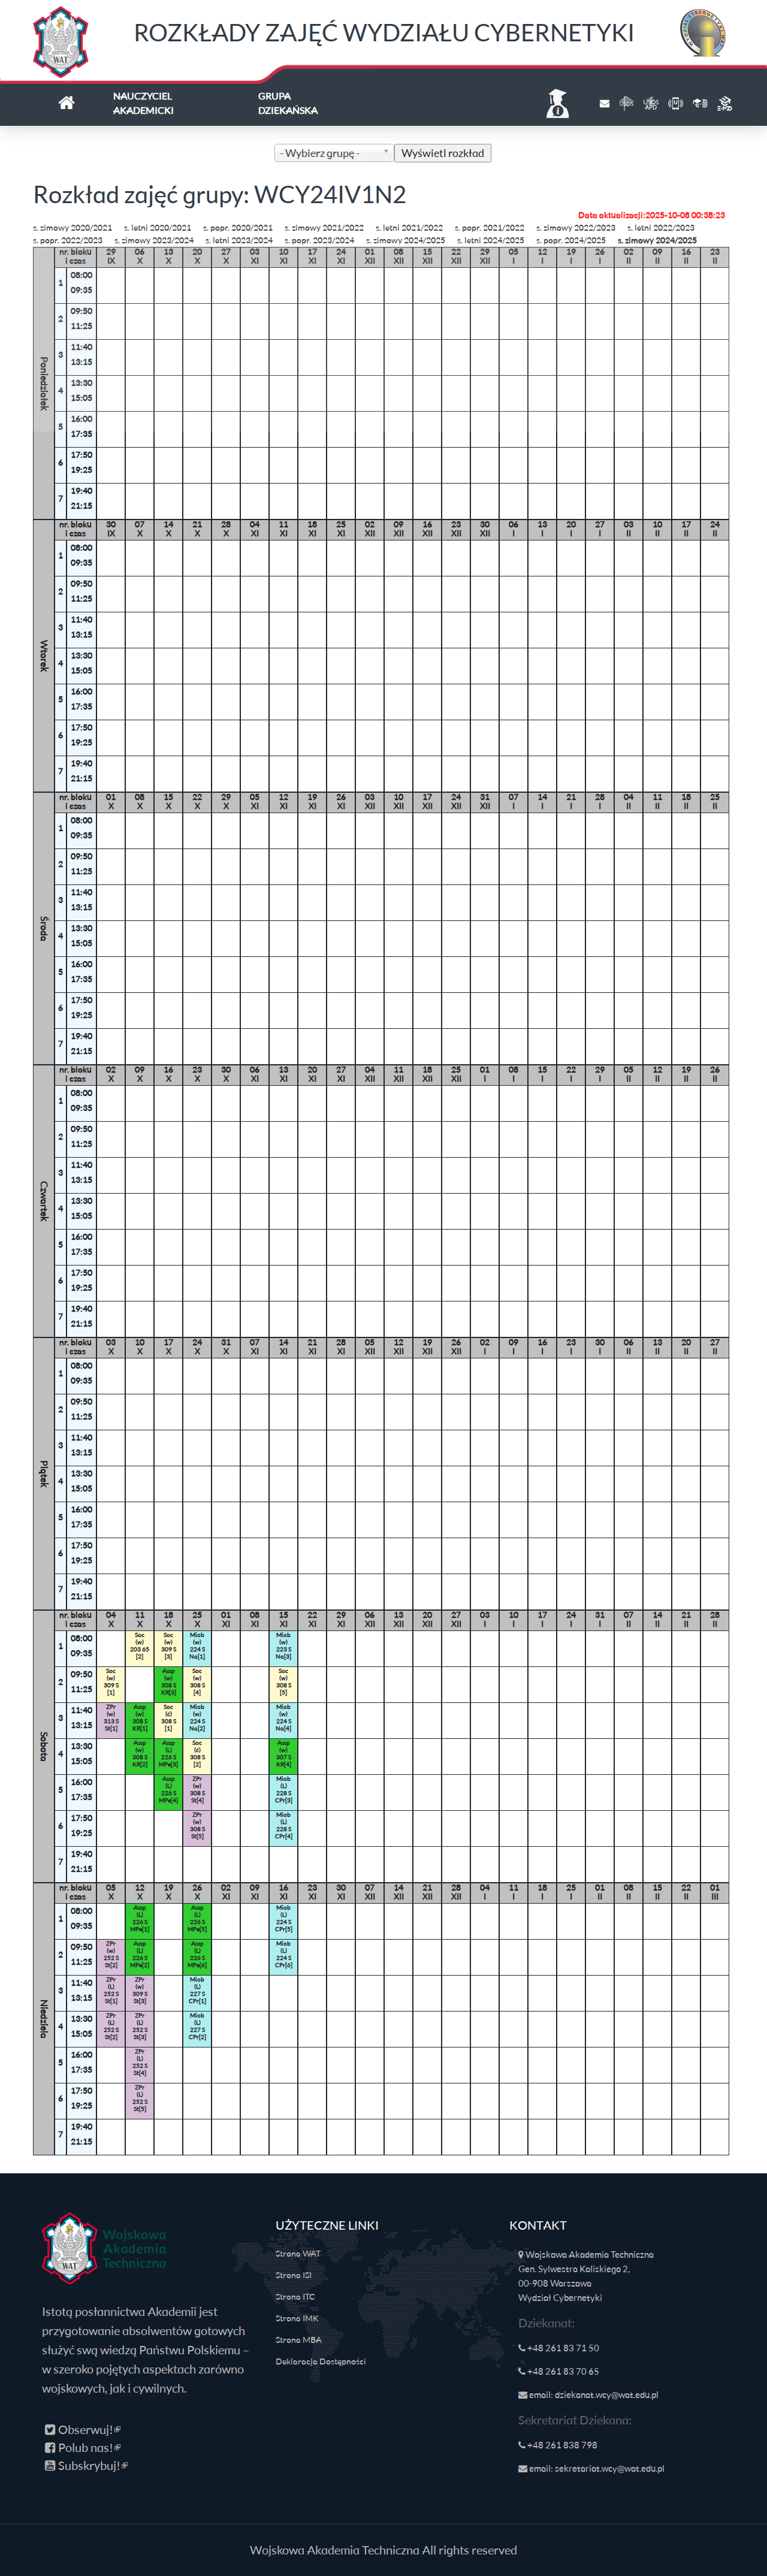 ROZKŁADY ZAJĘĆ WYDZIAŁU CYBERNETYKI
WAT
NAUCZYCIEL
AKADEMICKI
GRUPA
DZIEKAŃSKA
- Wybierz grupę -
Wyświetl rozkład
Rozkład zajęć grupy: WCY24IV1N2
Data aktualizacji:2025-10-08 00:38:23
s. zimowy 2020/2021 s. letni 2020/2021 s. popr. 2020/2021 s. zimowy 2021/2022 s. letni 2021/2022 s. popr. 2021/2022 s. zimowy 2022/2023 s. letni 2022/2023
s. popr. 2022/2023 s. zimowy 2023/2024 s. letni 2023/2024 s. popr. 2023/2024 s. zimowy 2024/2025 s. letni 2024/2025 s. popr. 2024/2025 s. zimowy 2024/2025
Poniedziałek
nr. bloku 29 06 13 20 27 03 10 17 24 01 08 15 22 29 05 12 19 26 02 09 16 23
i czas IX X X X X XI XI XI XI XII XII XII XII XII I I I I II II II II
1 08:00 09:35
2 09:50 11:25
3 11:40 13:15
4 13:30 15:05
5 16:00 17:35
6 17:50 19:25
7 19:40 21:15
Wtorek
nr. bloku 30 07 14 21 28 04 11 18 25 02 09 16 23 30 06 13 20 27 03 10 17 24
i czas IX X X X X XI XI XI XI XII XII XII XII XII I I I I II II II II
1 08:00 09:35
2 09:50 11:25
3 11:40 13:15
4 13:30 15:05
5 16:00 17:35
6 17:50 19:25
7 19:40 21:15
Środa
nr. bloku 01 08 15 22 29 05 12 19 26 03 10 17 24 31 07 14 21 28 04 11 18 25
i czas X X X X X XI XI XI XI XII XII XII XII XII I I I I II II II II
1 08:00 09:35
2 09:50 11:25
3 11:40 13:15
4 13:30 15:05
5 16:00 17:35
6 17:50 19:25
7 19:40 21:15
Czwartek
nr. bloku 02 09 16 23 30 06 13 20 27 04 11 18 25 01 08 15 22 29 05 12 19 26
i czas X X X X X XI XI XI XI XII XII XII XII I I I I I II II II II
1 08:00 09:35
2 09:50 11:25
3 11:40 13:15
4 13:30 15:05
5 16:00 17:35
6 17:50 19:25
7 19:40 21:15
Piątek
nr. bloku 03 10 17 24 31 07 14 21 28 05 12 19 26 02 09 16 23 30 06 13 20 27
i czas X X X X X XI XI XI XI XII XII XII XII I I I I I II II II II
1 08:00 09:35
2 09:50 11:25
3 11:40 13:15
4 13:30 15:05
5 16:00 17:35
6 17:50 19:25
7 19:40 21:15
Sobota
nr. bloku 04 11 18 25 01 08 15 22 29 06 13 20 27 03 10 17 24 31 07 14 21 28
i czas X X X X XI XI XI XI XI XII XII XII XII I I I I I II II II II
1 08:00 09:35 Soc (w) 203 65 [2] Soc (w) 309 S [3] Miob (w) 224 S Na[1] Miob (w) 223 S Na[3]
2 09:50 11:25 Soc (w) 309 S [1] Assp (w) 308 S KR[3] Soc (w) 308 S [4] Soc (w) 308 S [5]
3 11:40 13:15 ZPr (w) 313 S St[1] Assp (w) 308 S KR[1] Soc (ć) 308 S [1] Miob (w) 224 S Na[2] Miob (w) 224 S Na[4]
4 13:30 15:05 Assp (w) 308 S KR[2] Assp (L) 226 S MPe[3] Soc (ć) 308 S [2] Assp (w) 307 S KR[4]
5 16:00 17:35 Assp (L) 226 S MPe[4] ZPr (w) 308 S St[4] Miob (L) 228 S CPr[3]
6 17:50 19:25 ZPr (w) 308 S St[5] Miob (L) 228 S CPr[4]
7 19:40 21:15
Niedziela
nr. bloku 05 12 19 26 02 09 16 23 30 07 14 21 28 04 11 18 25 01 08 15 22 01
i czas X X X X XI XI XI XI XI XII XII XII XII I I I I II II II II III
1 08:00 09:35 Assp (L) 226 S MPe[1] Assp (L) 226 S MPe[5] Miob (L) 224 S CPr[5]
2 09:50 11:25 ZPr (w) 252 S St[2] Assp (L) 226 S MPe[2] Assp (L) 226 S MPe[6] Miob (L) 224 S CPr[6]
3 11:40 13:15 ZPr (L) 252 S St[1] ZPr (w) 309 S St[3] Miob (L) 227 S CPr[1]
4 13:30 15:05 ZPr (L) 252 S St[2] ZPr (L) 252 S St[3] Miob (L) 227 S CPr[2]
5 16:00 17:35 ZPr (L) 252 S St[4]
6 17:50 19:25 ZPr (L) 252 S St[5]
7 19:40 21:15
WAT
Wojskowa
Akademia
Techniczna
Istotą posłannictwa Akademii jest
przygotowanie absolwentów gotowych
służyć swą wiedzą Państwu Polskiemu –
w szeroko pojętych aspektach zarówno
wojskowych, jak i cywilnych.
Obserwuj!
Polub nas!
Subskrybuj!
UŻYTECZNE LINKI
Strona WAT
Strona ISI
Strona ITC
Strona IMK
Strona MBA
Deklaracja Dostępności
KONTAKT
Wojskowa Akademia Techniczna
Gen. Sylwestra Kaliskiego 2,
00-908 Warszawa
Wydział Cybernetyki
Dziekanat:
+48 261 83 71 50
+48 261 83 70 65
email: dziekanat.wcy@wat.edu.pl
Sekretariat Dziekana:
+48 261 838 798
email: sekretariat.wcy@wat.edu.pl
Wojskowa Akademia Techniczna All rights reserved